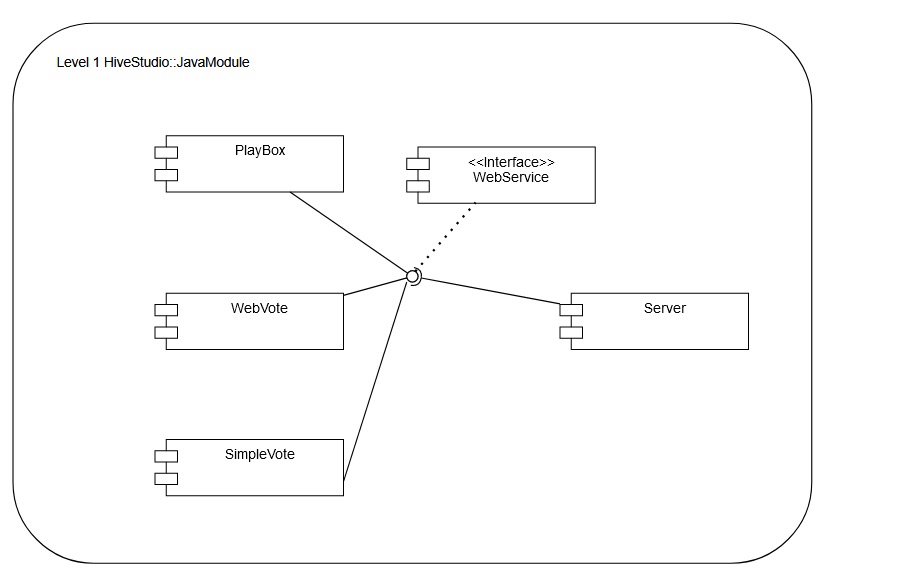 Level 1 HiveStudio::JavaModule
PlayBox
<<Interface>>
WebService
WebVote
Server
SimpleVote